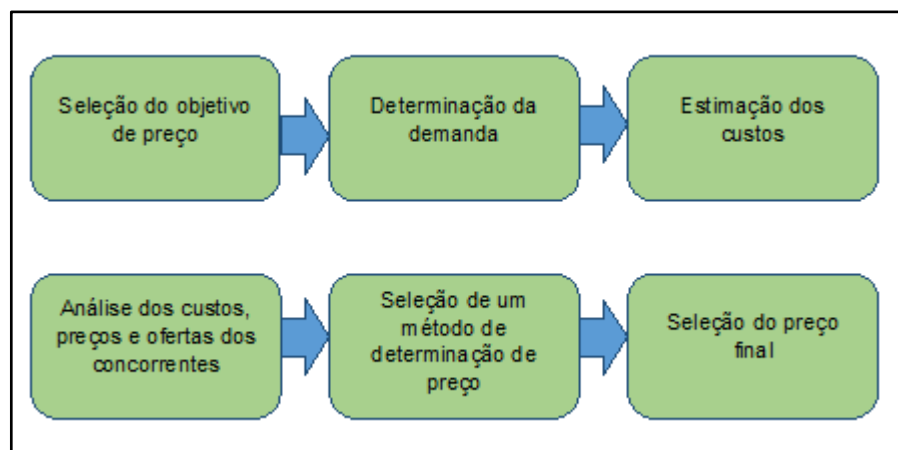 Seleção do objetivo
de preço
Determinação da
demanda
Estimação dos
custos
Análise dos custos,
preços e ofertas dos
concorrentes
Seleção de um
método de
determinação de
preço
Seleção do preço
final